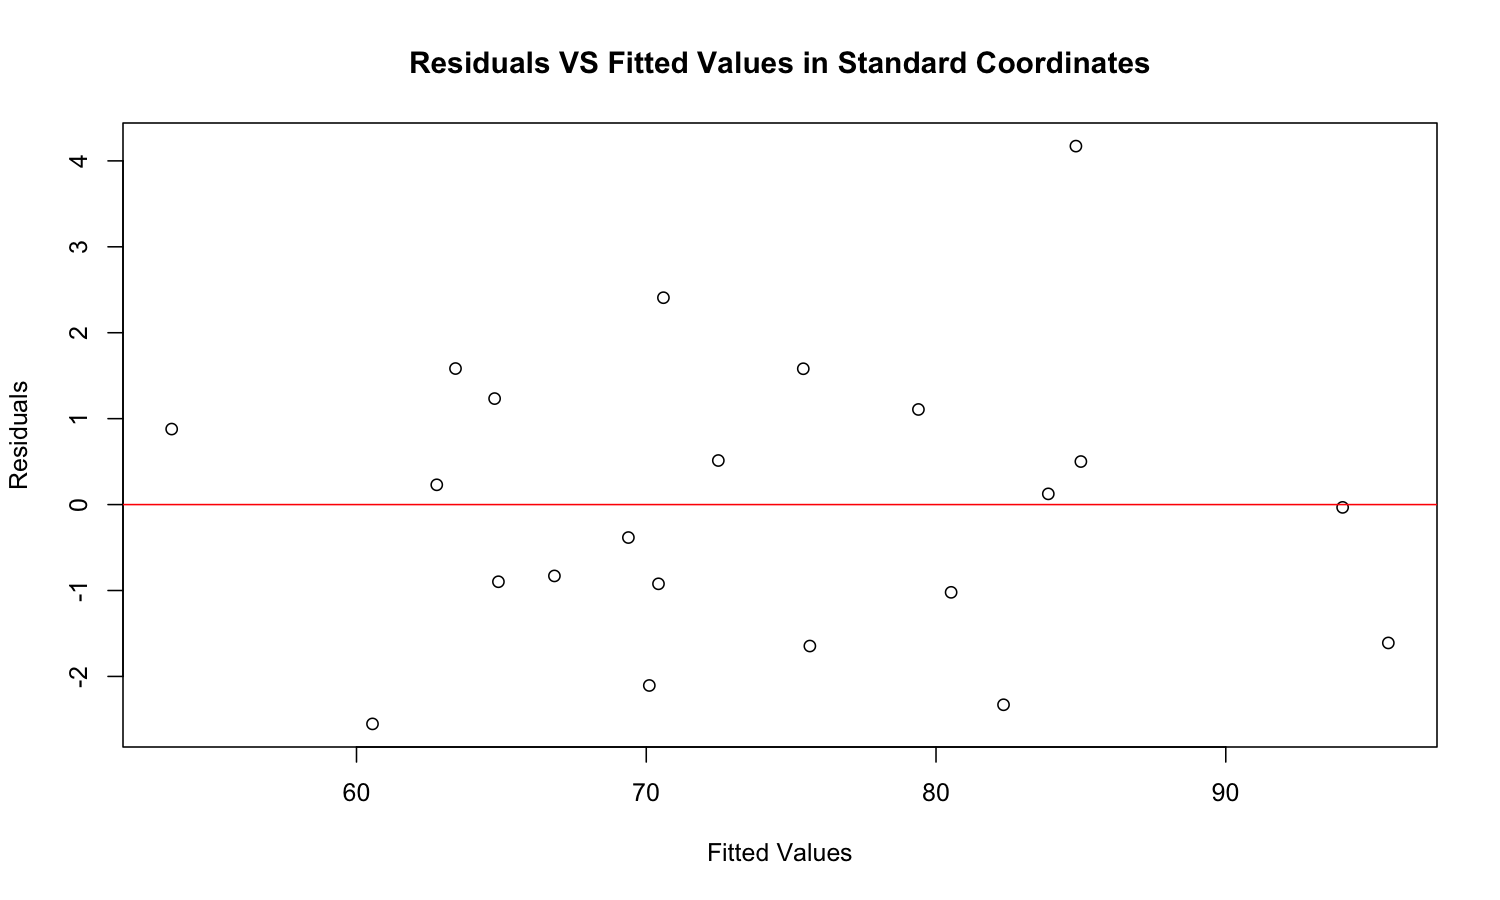 Residuals VS Fitted Values in Standard Coordinates
4
3
2
1
0
-1
-2
Residuals
60 70 80 90
Fitted Values